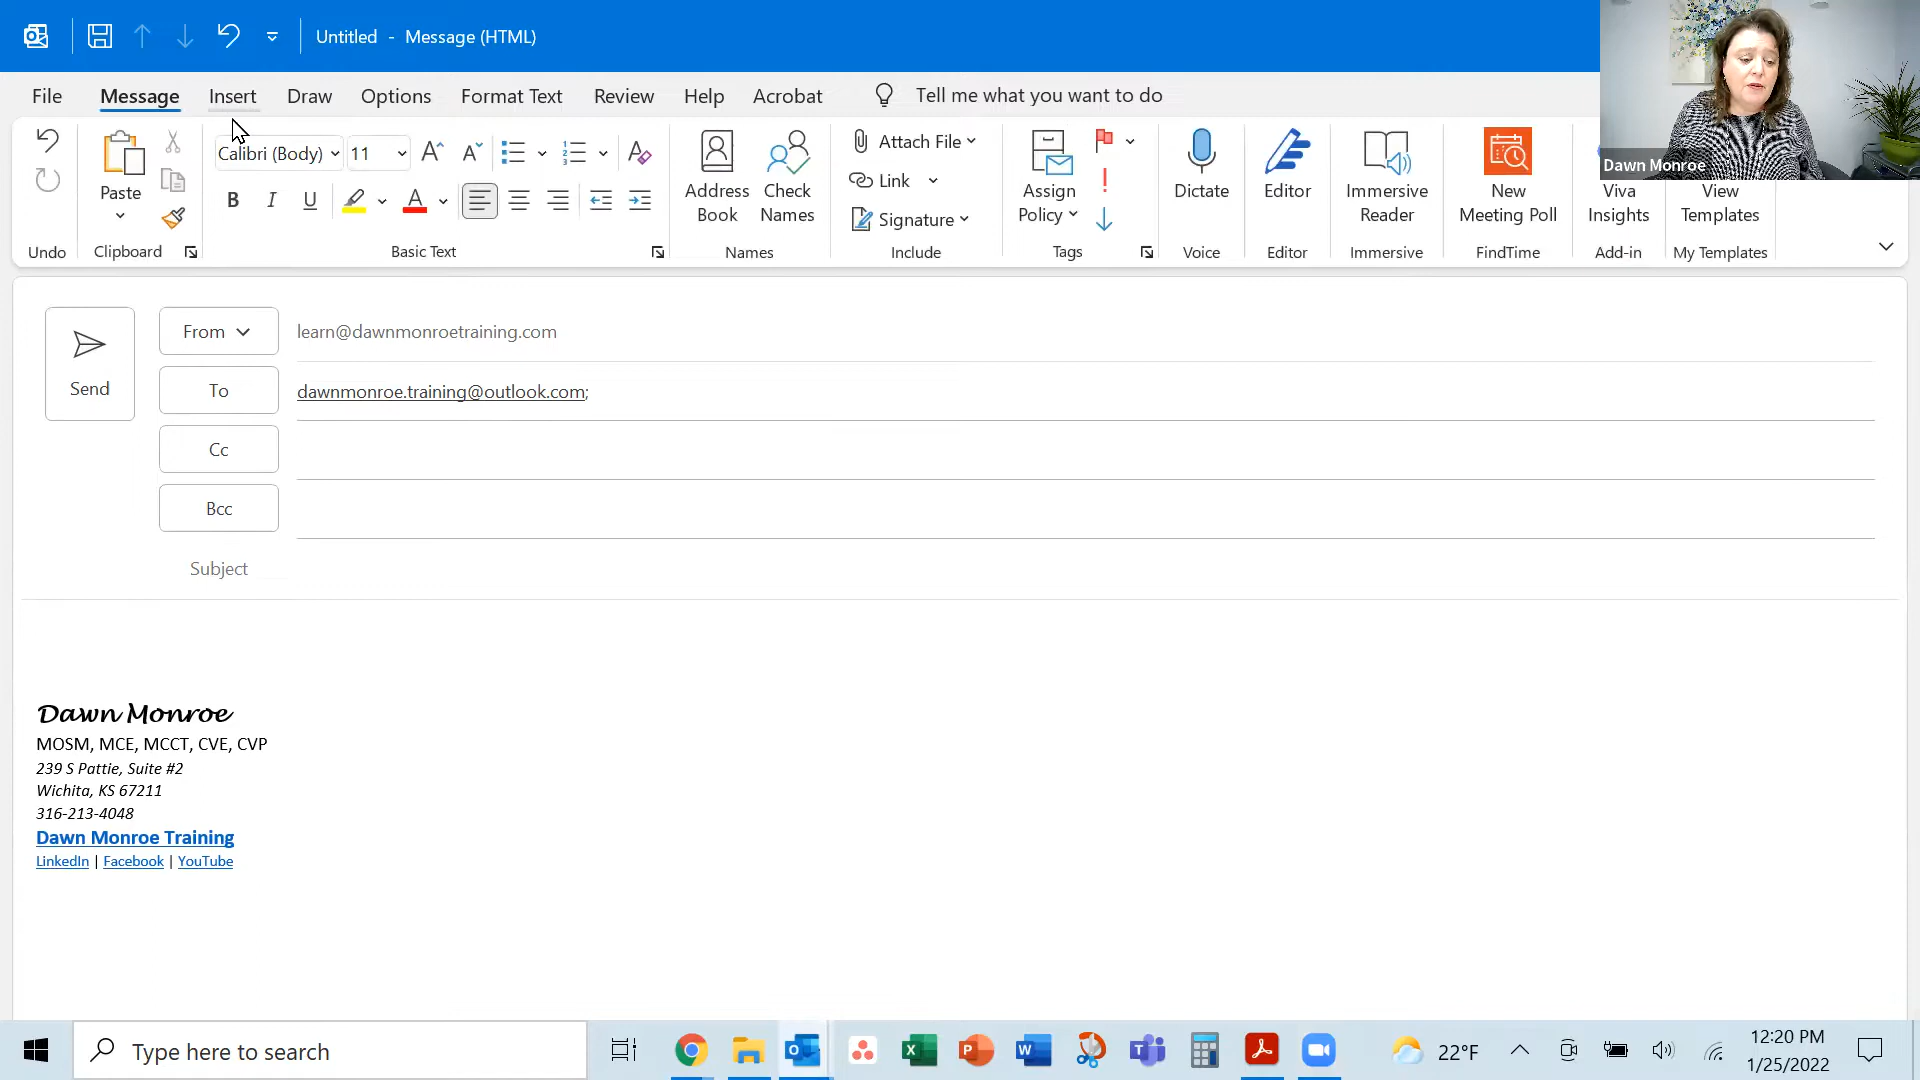 Untitled - Message (HTML)
Dawn Monroe
File Message Insert Draw Options Format Text Review Help Acrobat Tell me what you want to do
Undo
Paste
Clipboard
Calibri (Body) 11
B I U A
Basic Text
Address Book
Check Names
Names
Attach File
Link
Signature
Include
Assign Policy
Tags
Dictate
Voice
Editor
Editor
Immersive Reader
Immersive
New Meeting Poll
FindTime
Viva Insights
Add-in
View Templates
My Templates
Send
From learn@dawnmonroetraining.com
To dawnmonroe.training@outlook.com;
Cc
Bcc
Subject
Dawn Monroe
MOSM, MCE, MCCT, CVE, CVP
239 S Pattie, Suite #2
Wichita, KS 67211
316-213-4048
Dawn Monroe Training
LinkedIn | Facebook | YouTube
Type here to search
22°F
12:20 PM
1/25/2022